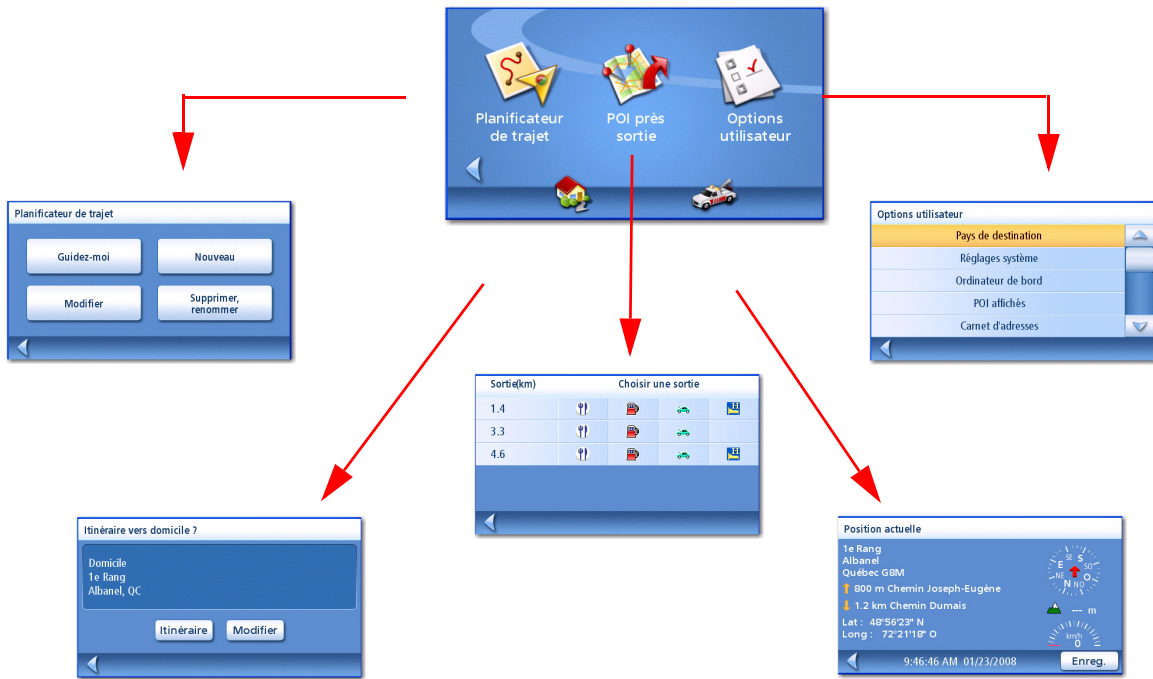 Planificateur
de trajet
POI près
sortie
Options
utilisateur
Planificateur de trajet
Guidez-moi
Nouveau
Modifier
Supprimer,
renommer
Options utilisateur
Pays de destination
Réglages système
Ordinateur de bord
POI affichés
Carnet d'adresses
Sortie(km) Choisir une sortie
1.4
3.3
4.6
Itinéraire vers domicile ?
Domicile
1e Rang
Albanel, QC
Itinéraire
Modifier
Position actuelle
1e Rang
Albanel
Québec G8M
800 m Chemin Joseph-Eugène
1.2 km Chemin Dumais
Lat : 48°56'23" N
Long : 72°21'18" O
E SE S SO O NO N NE
--- m
km/h
0
9:46:46 AM 01/23/2008
Enreg.